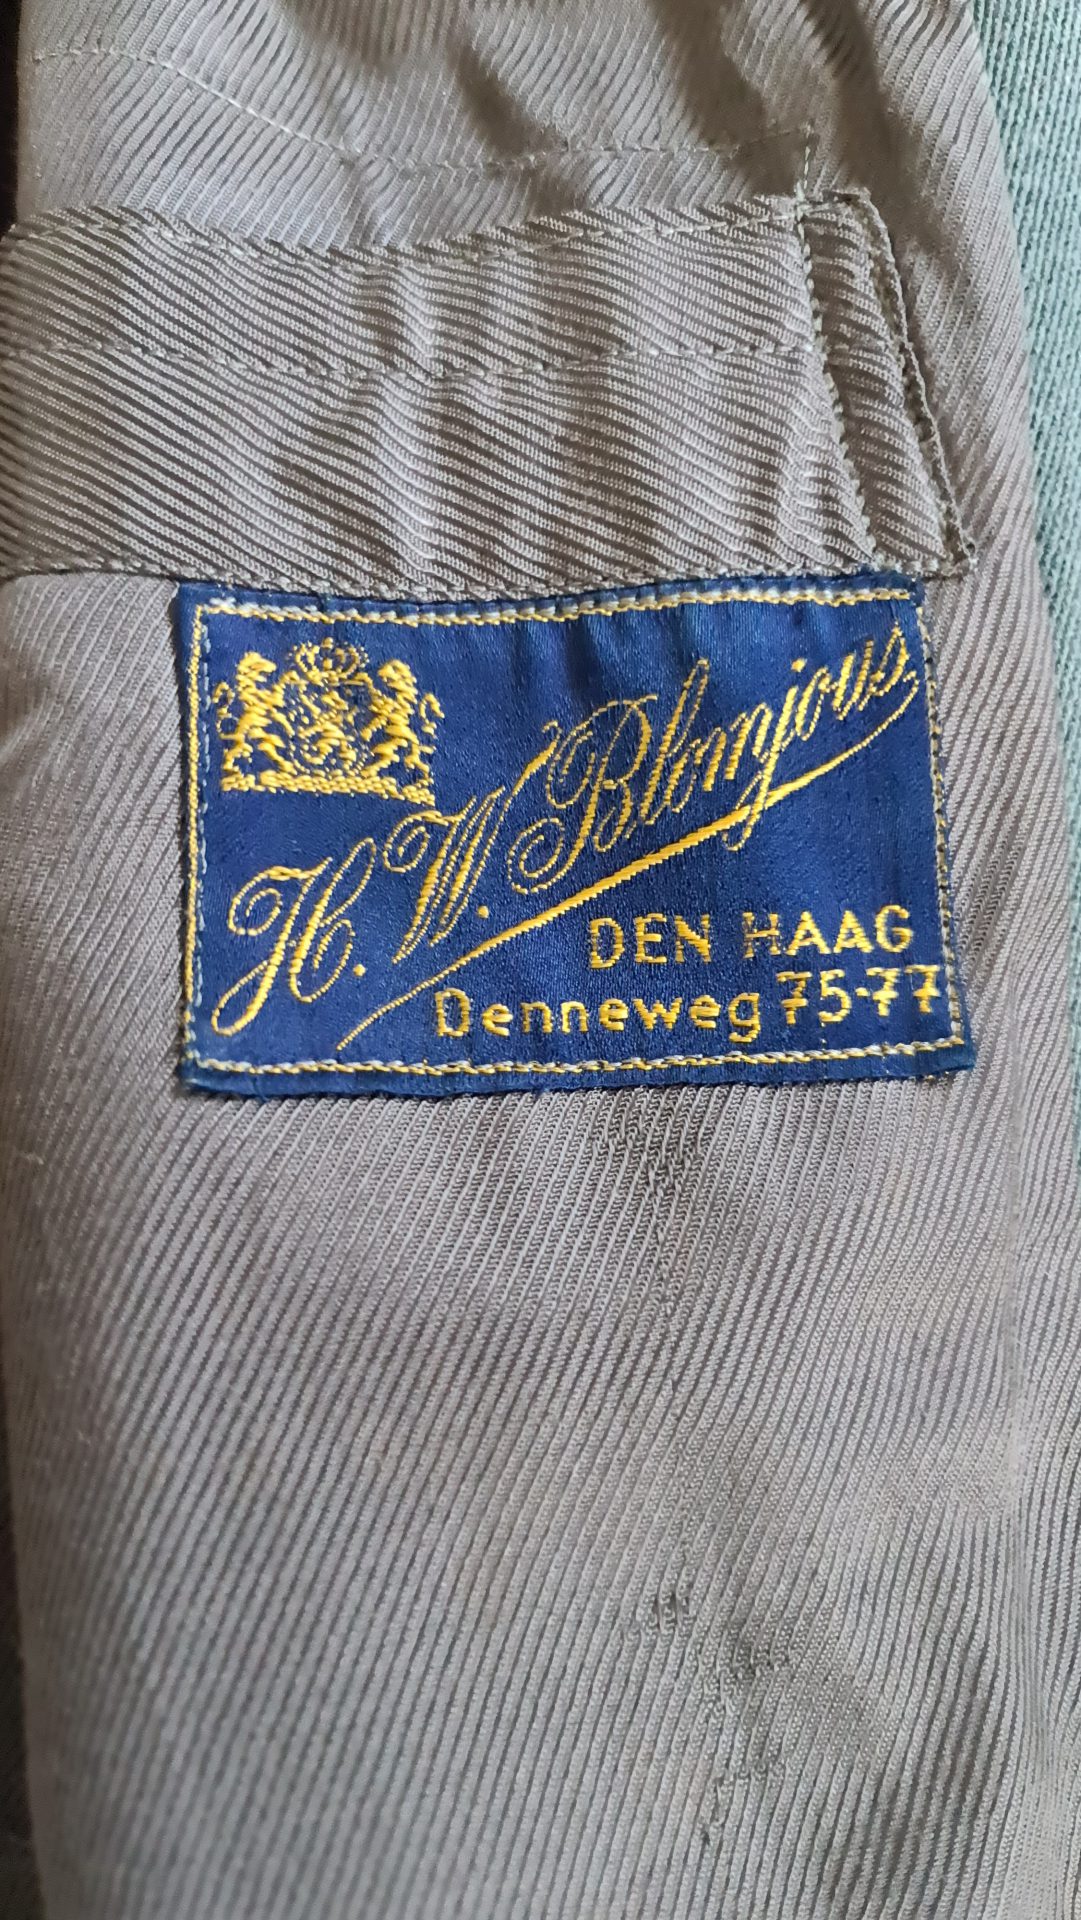 H.W. Blonjous
DEN HAAG
Denneweg 75-77